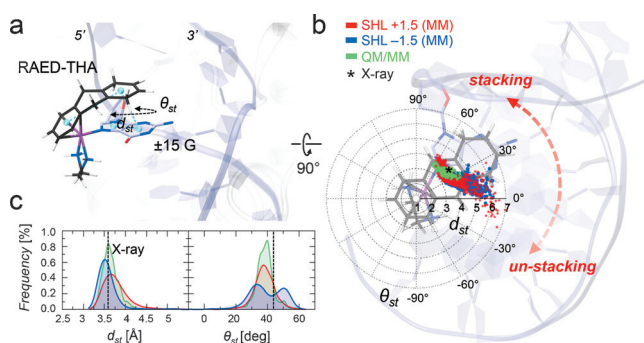 a
5′
3′
RAED-THA
θst
dst
±15 G
90°
b
SHL +1.5 (MM)
SHL –1.5 (MM)
QM/MM
* X-ray
stacking
90°
60°
30°
0°
-30°
-60°
-90°
1 2 3 4 5 6 7
dst
θst
un-stacking
c
Frequency [%]
1.0
0.8
0.6
0.4
0.2
0.0
X-ray
2.5 3 3.5 4 4.5 5
dst [Å]
0 20 40 60
θst [deg]